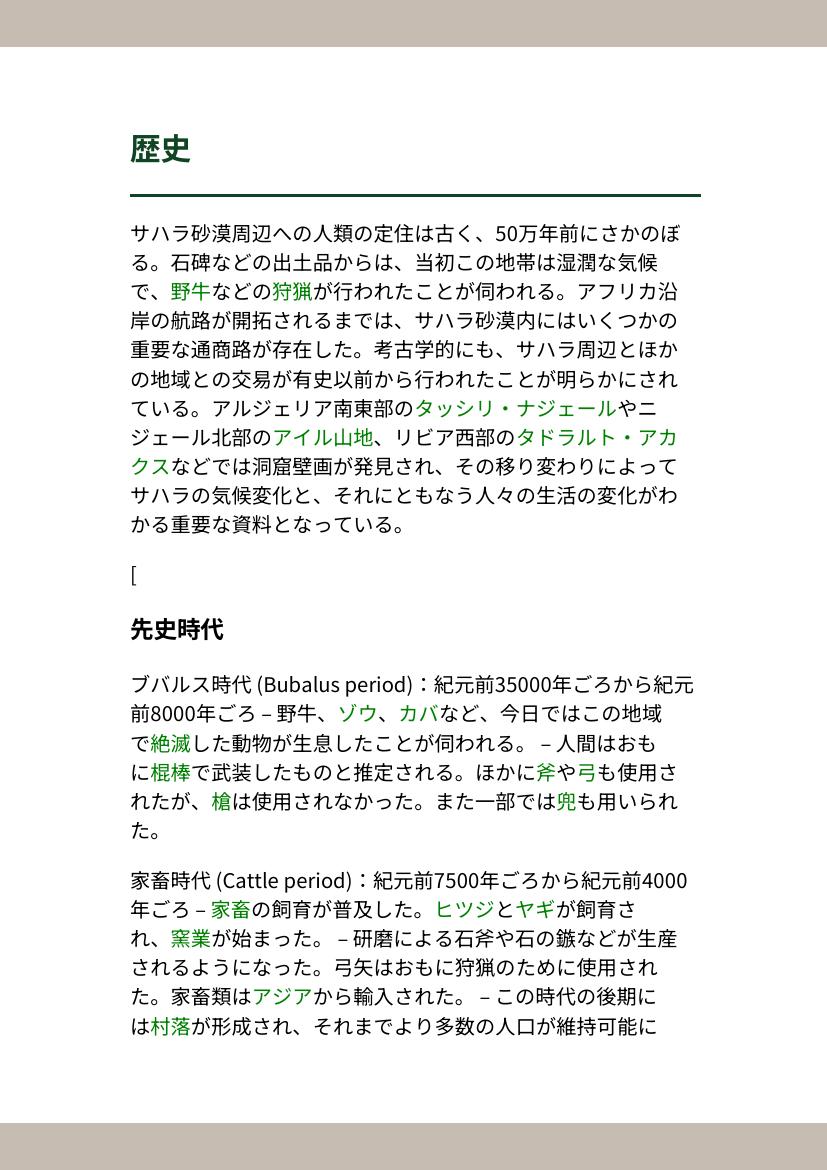 歴史
サハラ砂漠周辺への人類の定住は古く、50万年前にさかのぼ
る。石碑などの出土品からは、当初この地帯は湿潤な気候
で、野牛などの狩猟が行われたことが伺われる。アフリカ沿
岸の航路が開拓されるまでは、サハラ砂漠内にはいくつかの
重要な通商路が存在した。考古学的にも、サハラ周辺とほか
の地域との交易が有史以前から行われたことが明らかにされ
ている。アルジェリア南東部のタッシリ・ナジェールやニ
ジェール北部のアイル山地、リビア西部のタドラルト・アカ
クスなどでは洞窟壁画が発見され、その移り変わりによって
サハラの気候変化と、それにともなう人々の生活の変化がわ
かる重要な資料となっている。
[
先史時代
ブバルス時代 (Bubalus period)：紀元前35000年ごろから紀元
前8000年ごろ – 野牛、ゾウ、カバなど、今日ではこの地域
で絶滅した動物が生息したことが伺われる。 – 人間はおも
に棍棒で武装したものと推定される。ほかに斧や弓も使用さ
れたが、槍は使用されなかった。また一部では兜も用いられ
た。
家畜時代 (Cattle period)：紀元前7500年ごろから紀元前4000
年ごろ – 家畜の飼育が普及した。ヒツジとヤギが飼育さ
れ、窯業が始まった。 – 研磨による石斧や石の鏃などが生産
されるようになった。弓矢はおもに狩猟のために使用され
た。家畜類はアジアから輸入された。 – この時代の後期に
は村落が形成され、それまでより多数の人口が維持可能に